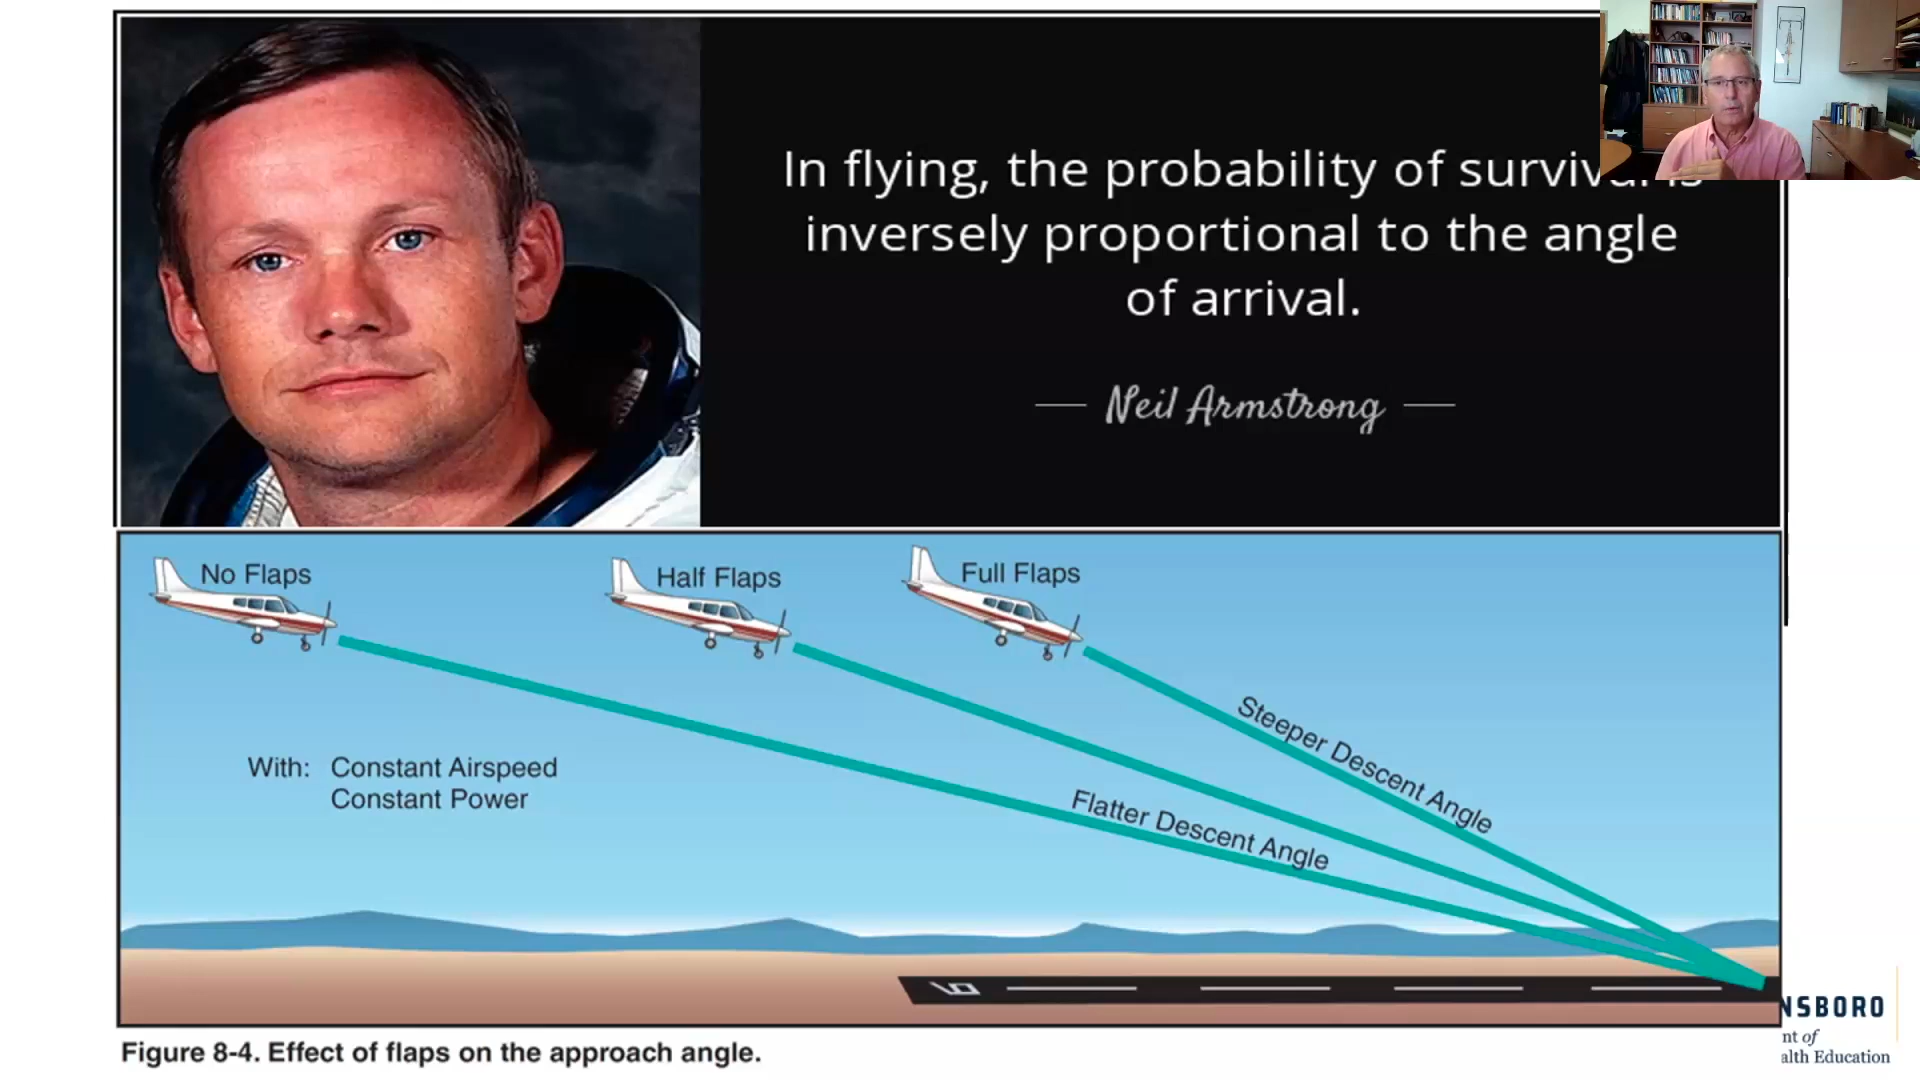 In flying, the probability of is
inversely proportional to the angle
of arrival.
Neil Armstrong
No Flaps
Half Flaps
Full Flaps
Steeper Descent Angle
With: Constant Airspeed
Constant Power
Flatter Descent Angle
NSBORO
nt of
alth Education
Figure 8-4. Effect of flaps on the approach angle.